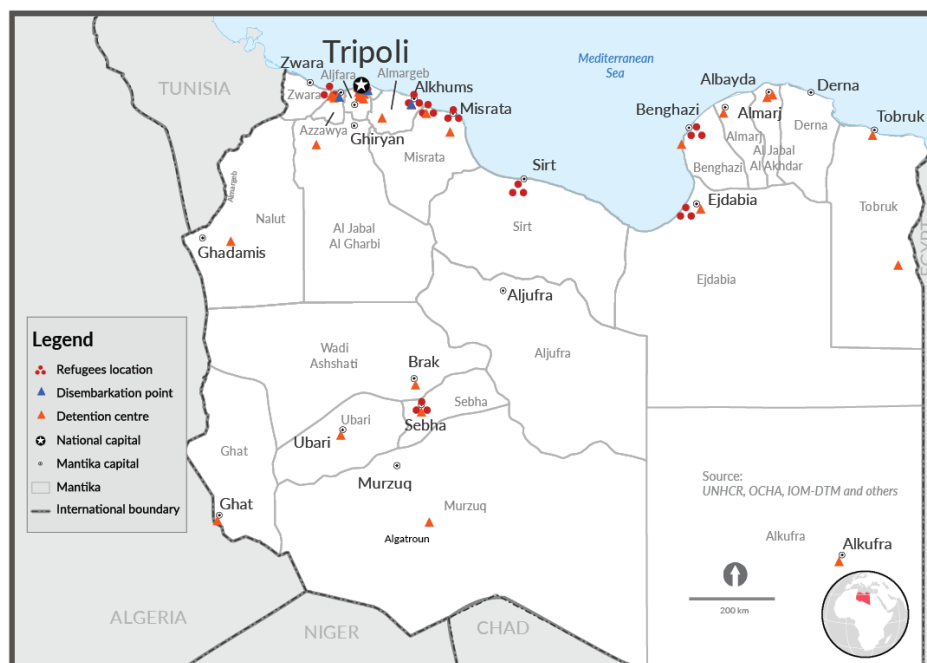 Tripoli
Zwara
Aljfara
Almargeb
Mediterranean
Sea
TUNISIA
Zwara
Alkhums
Albayda
Derna
Misrata
Benghazi
Almarj
Tobruk
Azzawya
Ghiryan
Misrata
Almarj
Derna
Al Jabal
Al Akhdar
Benghazi
Sirt
Almargeb
Nalut
Ejdabia
Tobruk
Al Jabal
Al Gharbi
Sirt
Ghadamis
EGYPT
Ejdabia
Aljufra
Legend
Refugees location
Disembarkation point
Detention centre
National capital
Mantika capital
Mantika
International boundary
Wadi
Ashshati
Aljufra
Brak
Sebha
Ubari
Sebha
Ubari
Ghat
Murzuq
Source:
UNHCR, OCHA, IOM-DTM and others
Ghat
Murzuq
Algatroun
Alkufra
Alkufra
200 km
ALGERIA
NIGER
CHAD